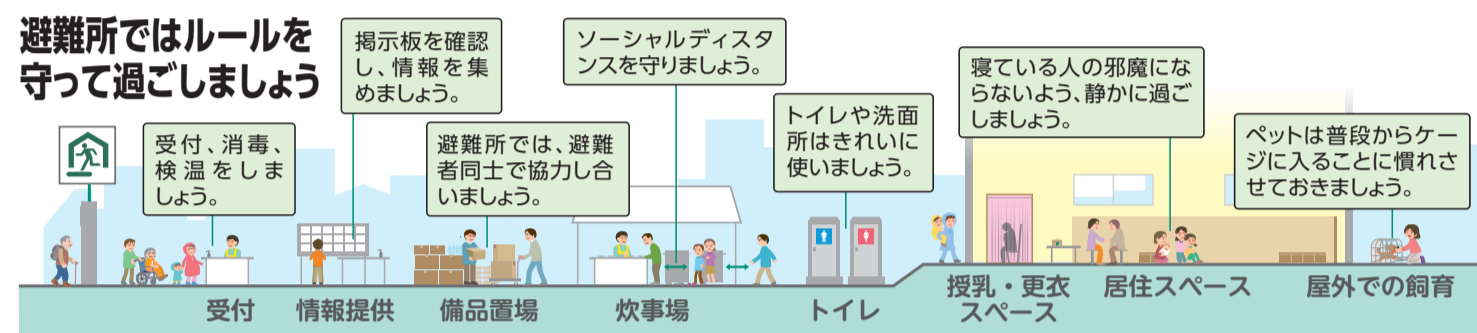 避難所ではルールを
守って過ごしましょう
受付、消毒、
検温をしま
しょう。
掲示板を確認
し、情報を集
めましょう。
避難所では、避難
者同士で協力し合
いましょう。
ソーシャルディスタ
ンスを守りましょう。
トイレや洗面
所はきれいに
使いましょう。
寝ている人の邪魔にな
らないよう、静かに過ご
しましょう。
ペットは普段からケー
ジに入ることに慣れさ
せておきましょう。
受付
情報提供
備品置場
炊事場
トイレ
授乳・更衣
スペース
居住スペース
屋外での飼育